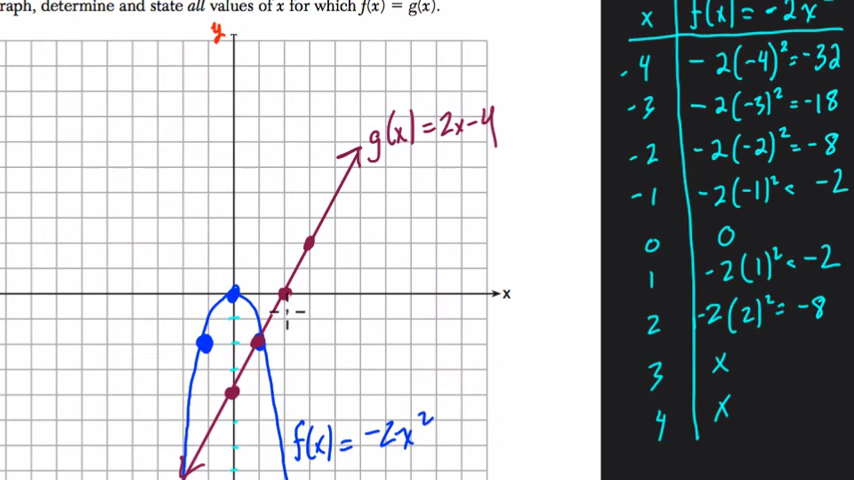 raph, determine and state all values of x for which f(x) = g(x).
y
g(x)=2x-4
x
f(x)= -2x²
x f(x)= -2x
-4 -2(-4)²=-32
-3 -2(-3)²=-18
-2 -2(-2)²=-8
-1 -2(-1)²= -2
0 0
1 -2(1)²= -2
2 -2(2)²= -8
3 x
4 x